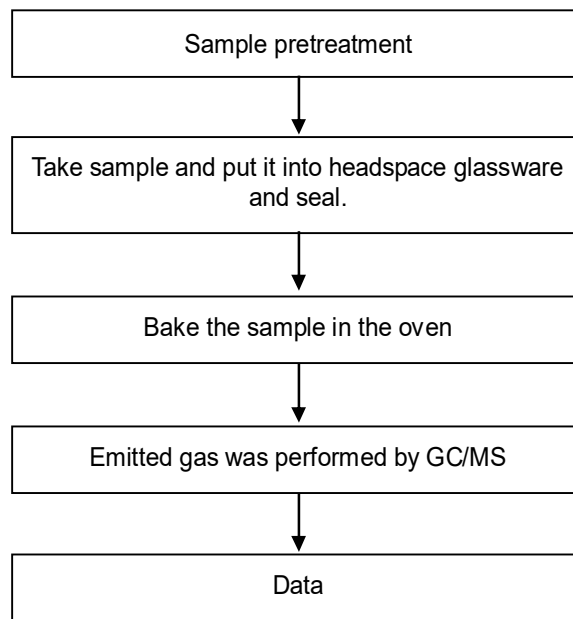 Sample pretreatment
Take sample and put it into headspace glassware
and seal.
Bake the sample in the oven
Emitted gas was performed by GC/MS
Data